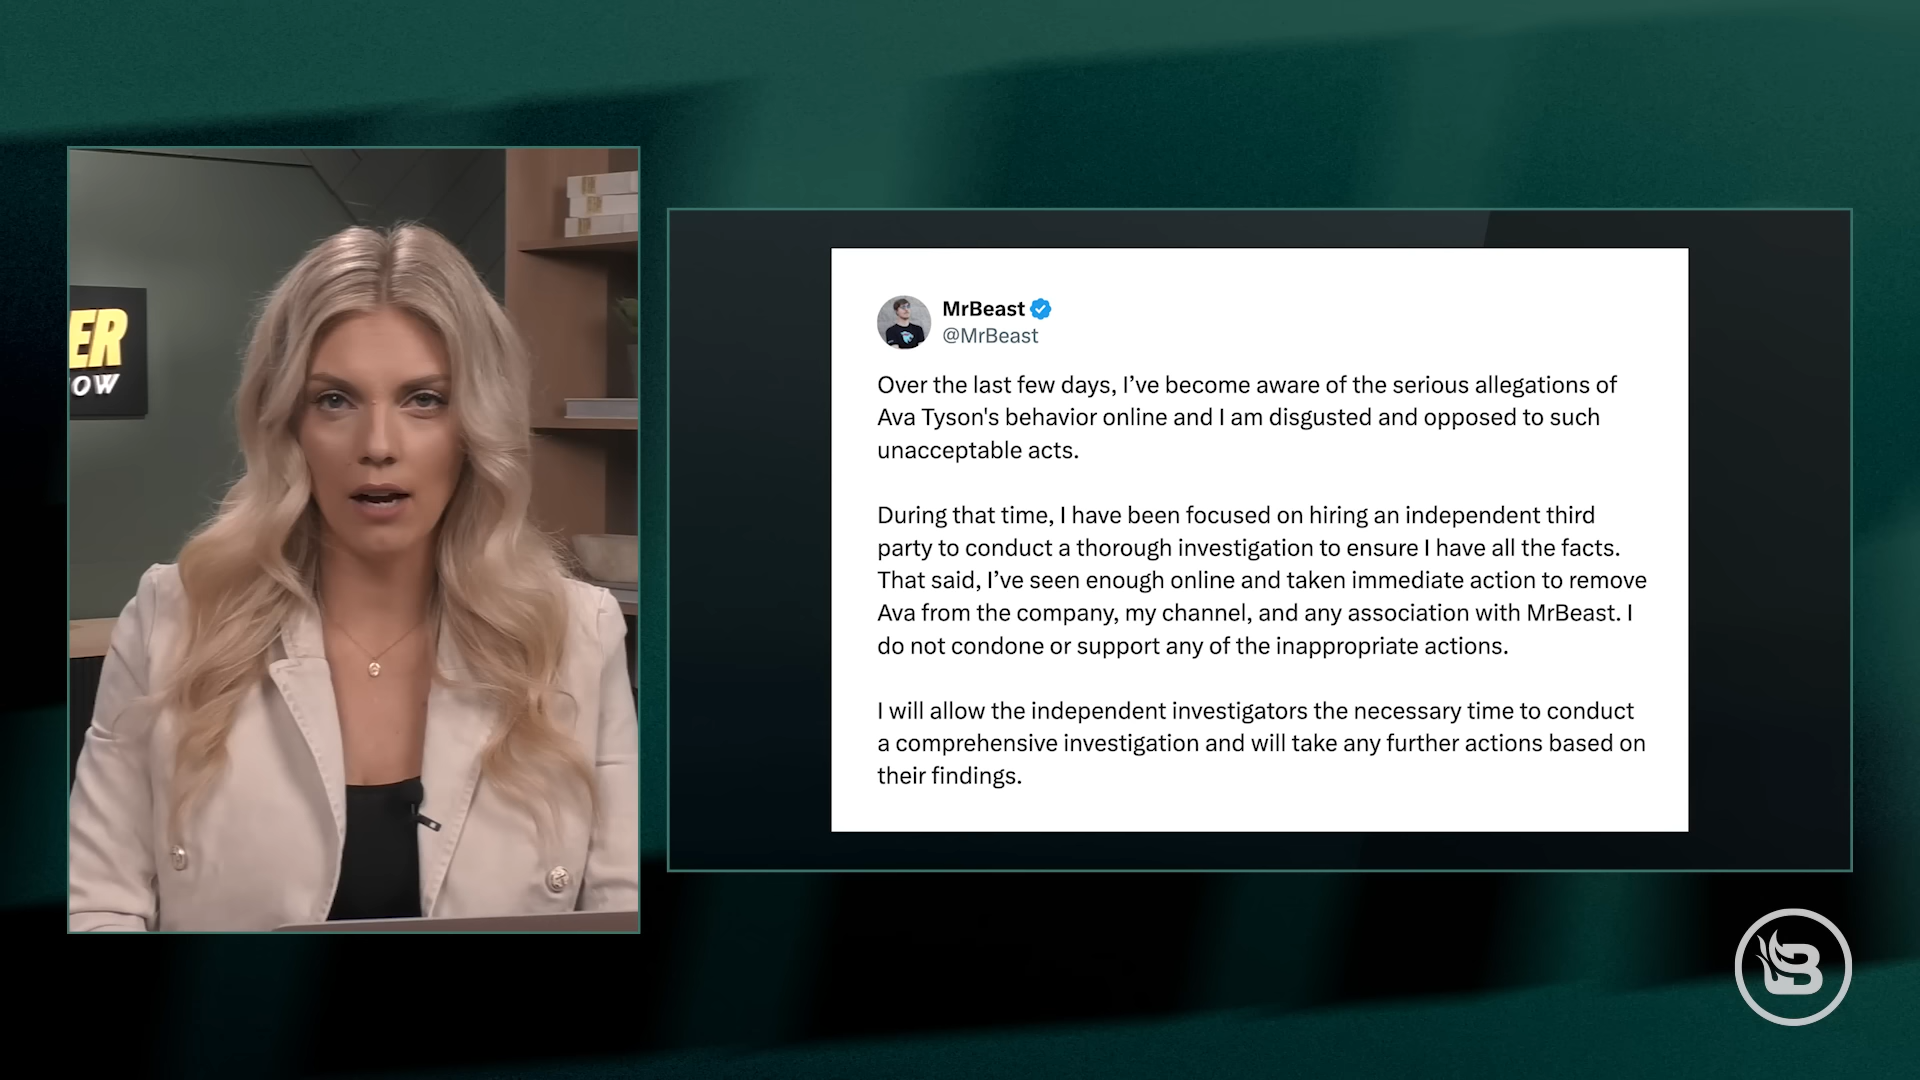 ER
OW
MrBeast
@MrBeast
Over the last few days, I’ve become aware of the serious allegations of
Ava Tyson's behavior online and I am disgusted and opposed to such
unacceptable acts.
During that time, I have been focused on hiring an independent third
party to conduct a thorough investigation to ensure I have all the facts.
That said, I’ve seen enough online and taken immediate action to remove
Ava from the company, my channel, and any association with MrBeast. I
do not condone or support any of the inappropriate actions.
I will allow the independent investigators the necessary time to conduct
a comprehensive investigation and will take any further actions based on
their findings.
B